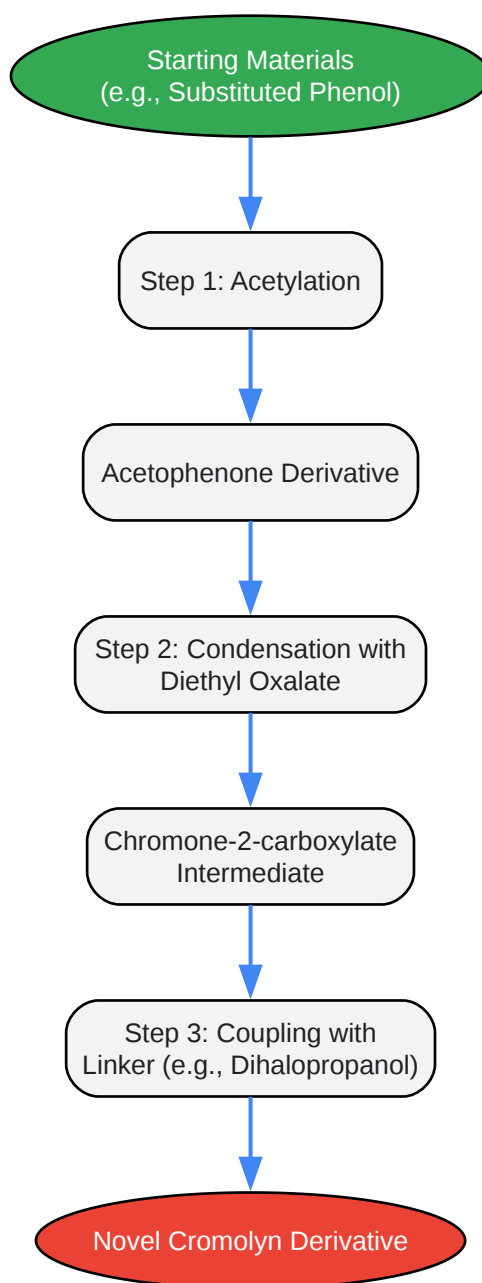 Starting Materials
(e.g., Substituted Phenol)
Step 1: Acetylation
Acetophenone Derivative
Step 2: Condensation with
Diethyl Oxalate
Chromone-2-carboxylate
Intermediate
Step 3: Coupling with
Linker (e.g., Dihalopropanol)
Novel Cromolyn Derivative